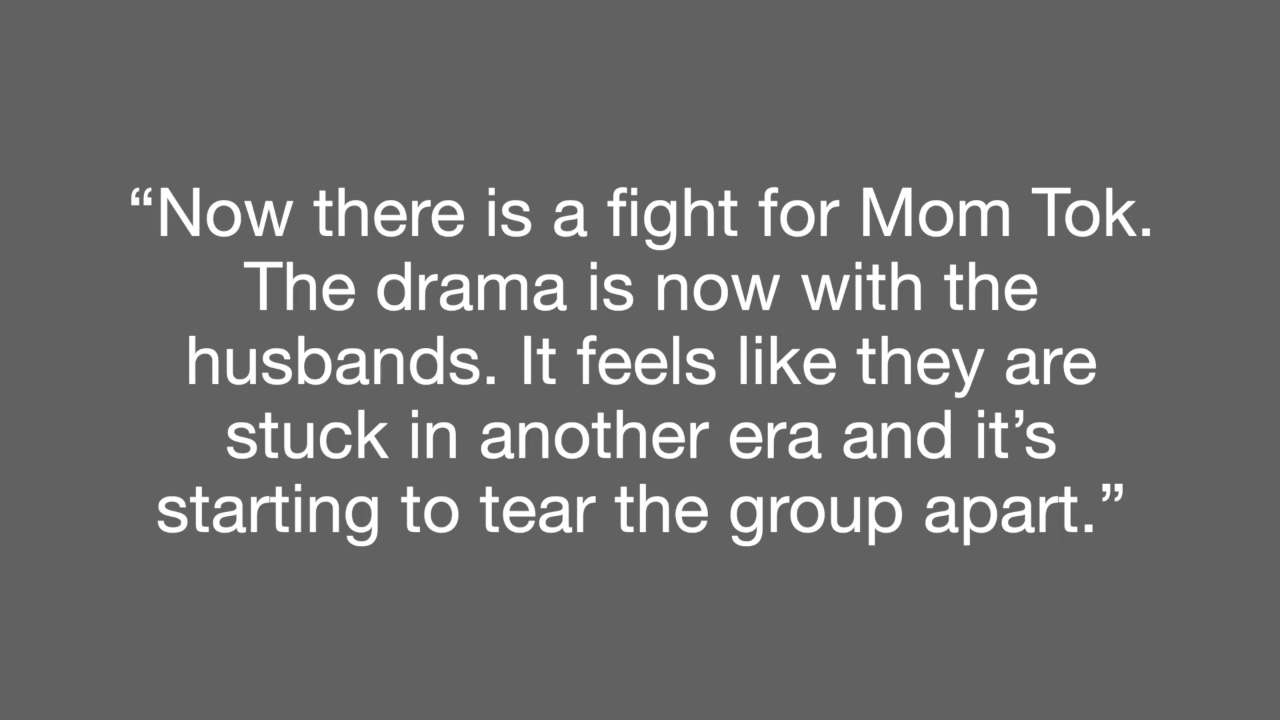 “Now there is a fight for Mom Tok.
The drama is now with the
husbands. It feels like they are
stuck in another era and it’s
starting to tear the group apart.”